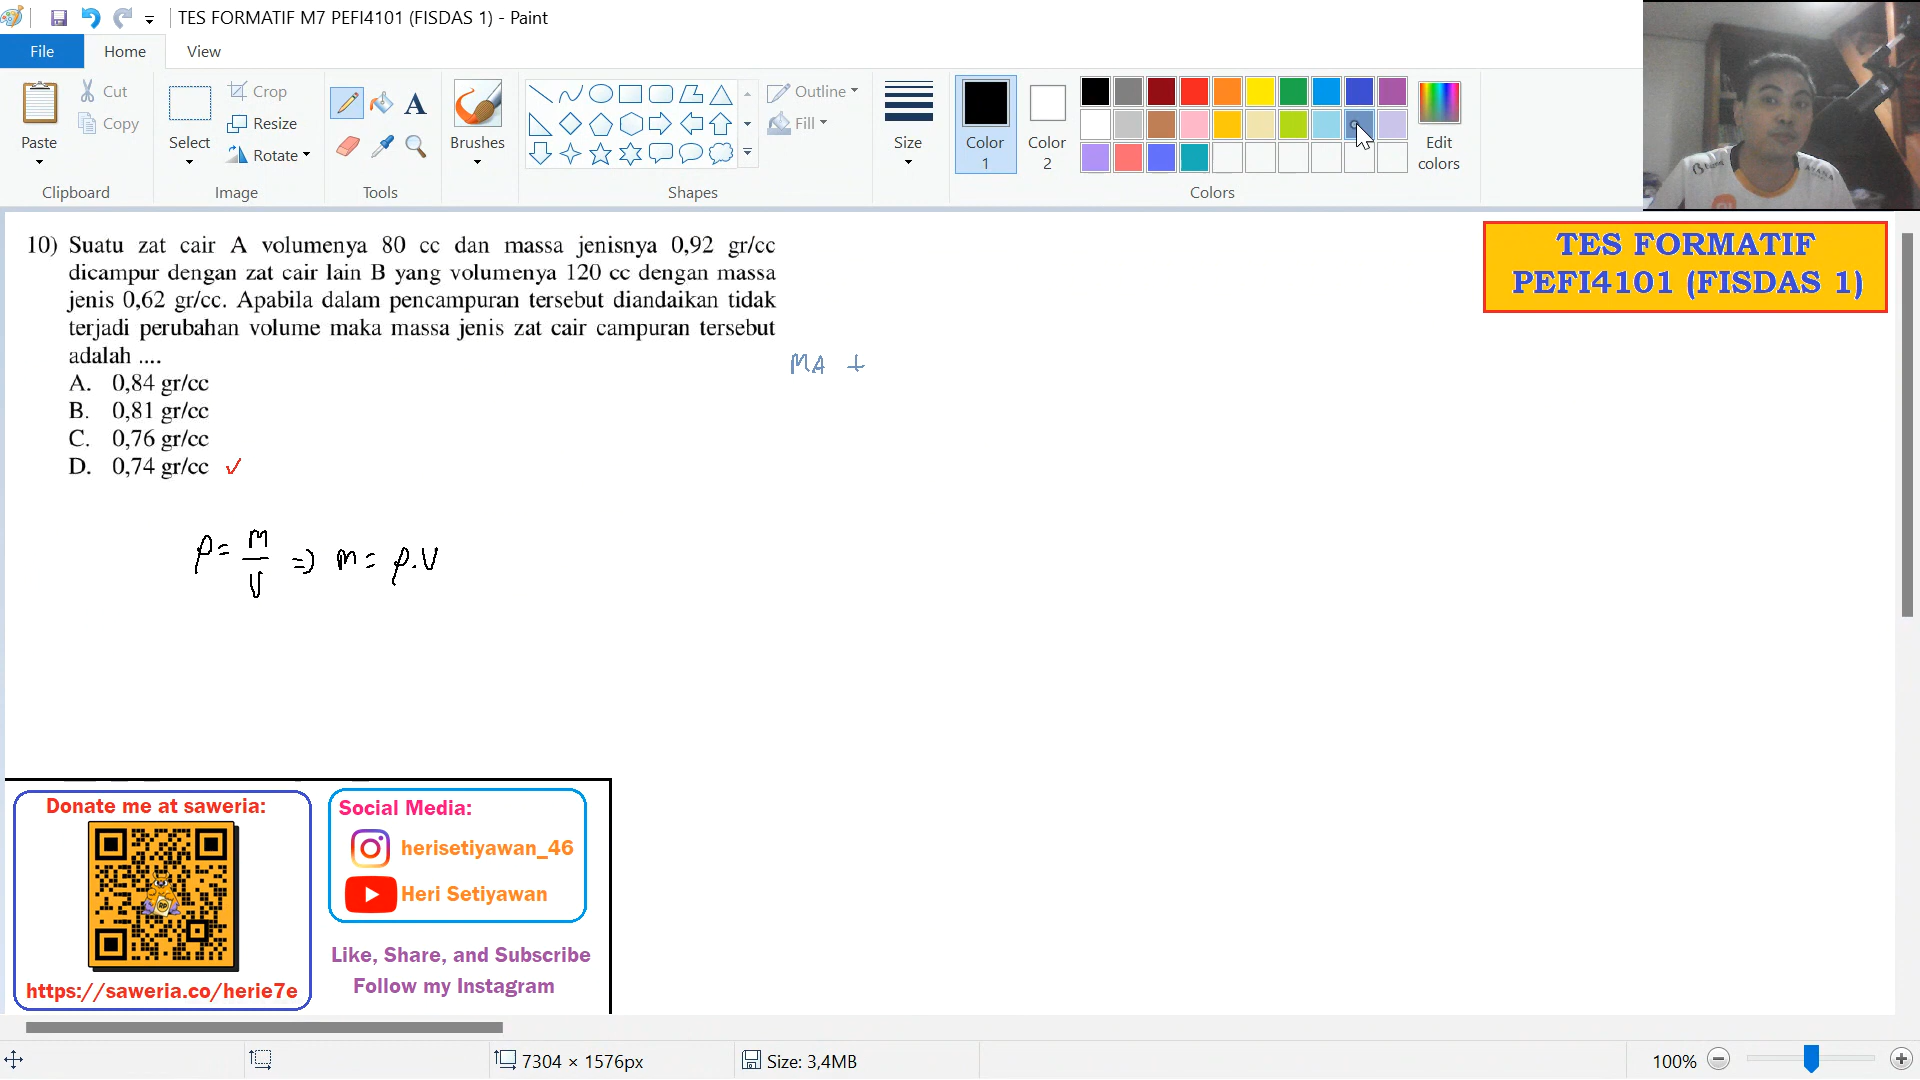 TES FORMATIF M7 PEFI4101 (FISDAS 1) - Paint
File Home View
Paste
Cut
Copy
Clipboard
Select
Crop
Resize
Rotate
Image
A
Tools
Brushes
Outline
Fill
Shapes
Size
Color 1
Color 2
Edit colors
Colors
10) Suatu zat cair A volumenya 80 cc dan massa jenisnya 0,92 gr/cc
dicampur dengan zat cair lain B yang volumenya 120 cc dengan massa
jenis 0,62 gr/cc. Apabila dalam pencampuran tersebut diandaikan tidak
terjadi perubahan volume maka massa jenis zat cair campuran tersebut
adalah ....
A. 0,84 gr/cc
B. 0,81 gr/cc
C. 0,76 gr/cc
D. 0,74 gr/cc ✓
MA +
ρ = m/V => m = ρ.V
TES FORMATIF
PEFI4101 (FISDAS 1)
Donate me at saweria:
https://saweria.co/herie7e
Social Media:
herisetiyawan_46
Heri Setiyawan
Like, Share, and Subscribe
Follow my Instagram
7304 × 1576px
Size: 3,4MB
100%